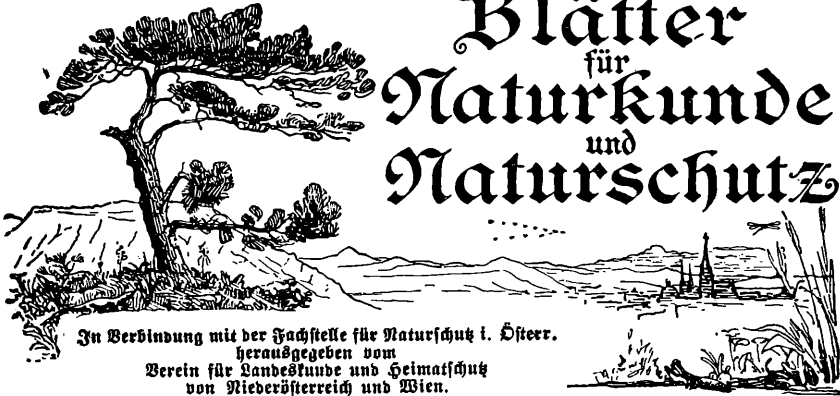 Blätter
für
Naturkunde
und
Naturschutz
In Verbindung mit der Fachstelle für Naturschutz i. Österr.
herausgegeben vom
Verein für Landeskunde und Heimatschutz
von Niederösterreich und Wien.